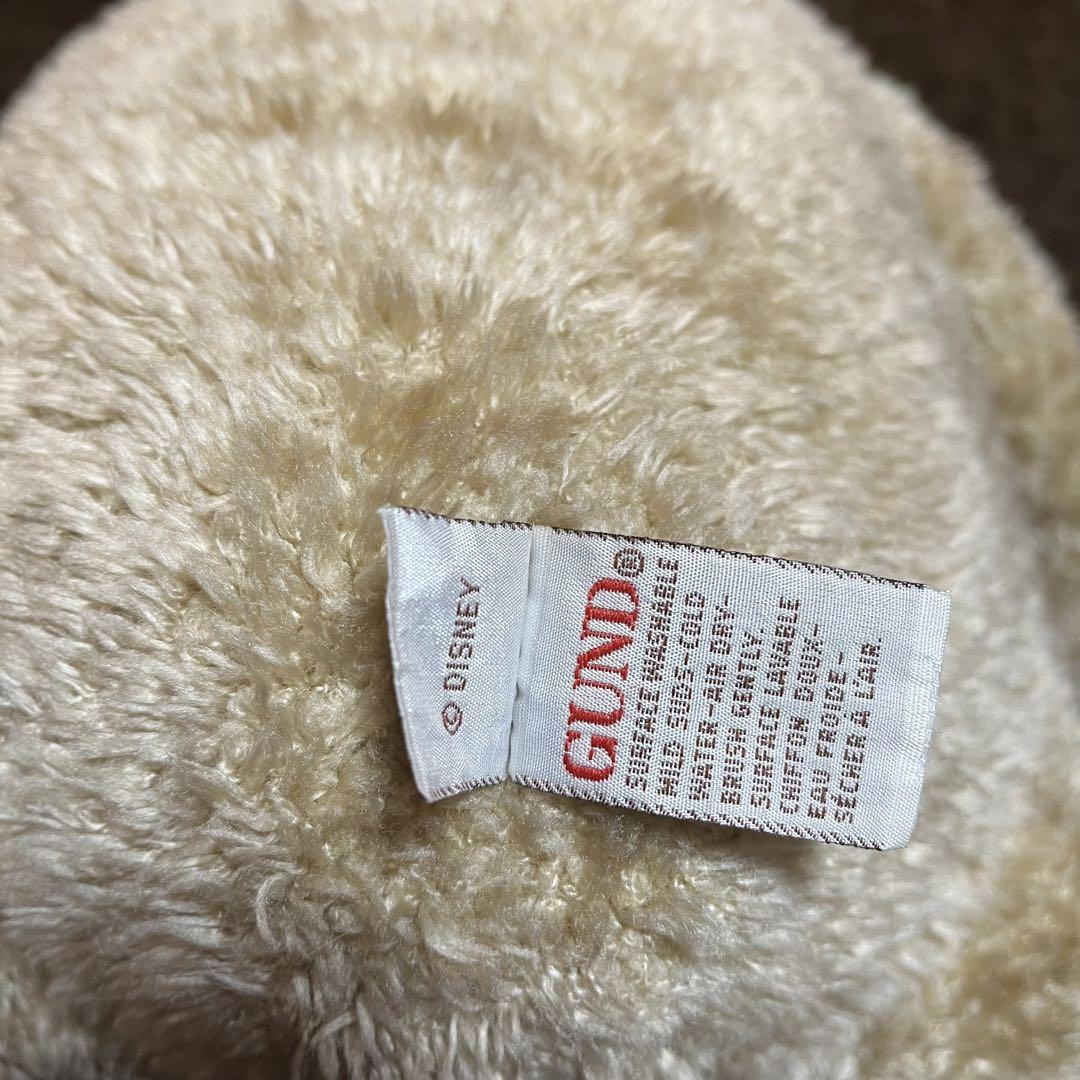 © DISNEY
GUND®
SURFACE WASHABLE
MILD SUDS-COLD
WATER-AIR DRY-
BRUSH GENTLY.
SURFACE LAVABLE
CHIFFON DOUX-
EAU FROIDE-
SÉCHER À L'AIR.